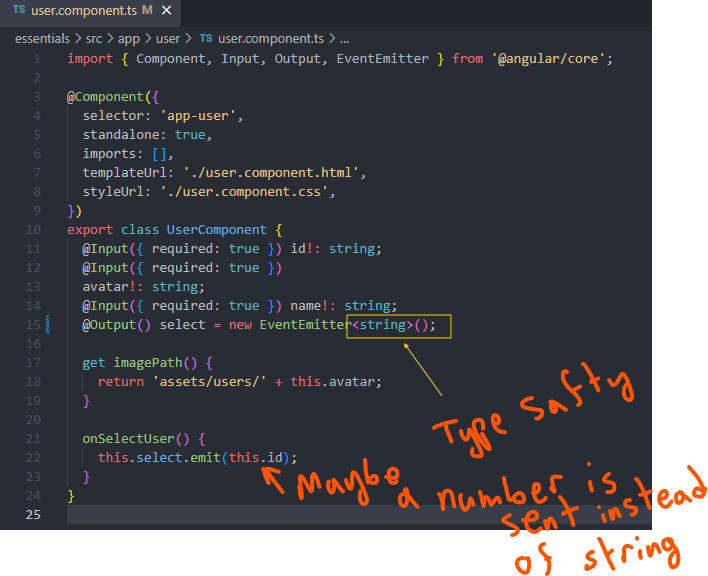 TS user.component.ts M ×
essentials > src > app > user > TS user.component.ts > ...
1 import { Component, Input, Output, EventEmitter } from '@angular/core';
2
3 @Component({
4   selector: 'app-user',
5   standalone: true,
6   imports: [],
7   templateUrl: './user.component.html',
8   styleUrl: './user.component.css',
9 })
10 export class UserComponent {
11   @Input({ required: true }) id!: string;
12   @Input({ required: true })
13   avatar!: string;
14   @Input({ required: true }) name!: string;
15   @Output() select = new EventEmitter<string>();
16
17   get imagePath() {
18     return 'assets/users/' + this.avatar;
19   }
20
21   onSelectUser() {
22     this.select.emit(this.id);
23   }
24 }
25
Type safty
Maybe
a number is
sent instead
of string